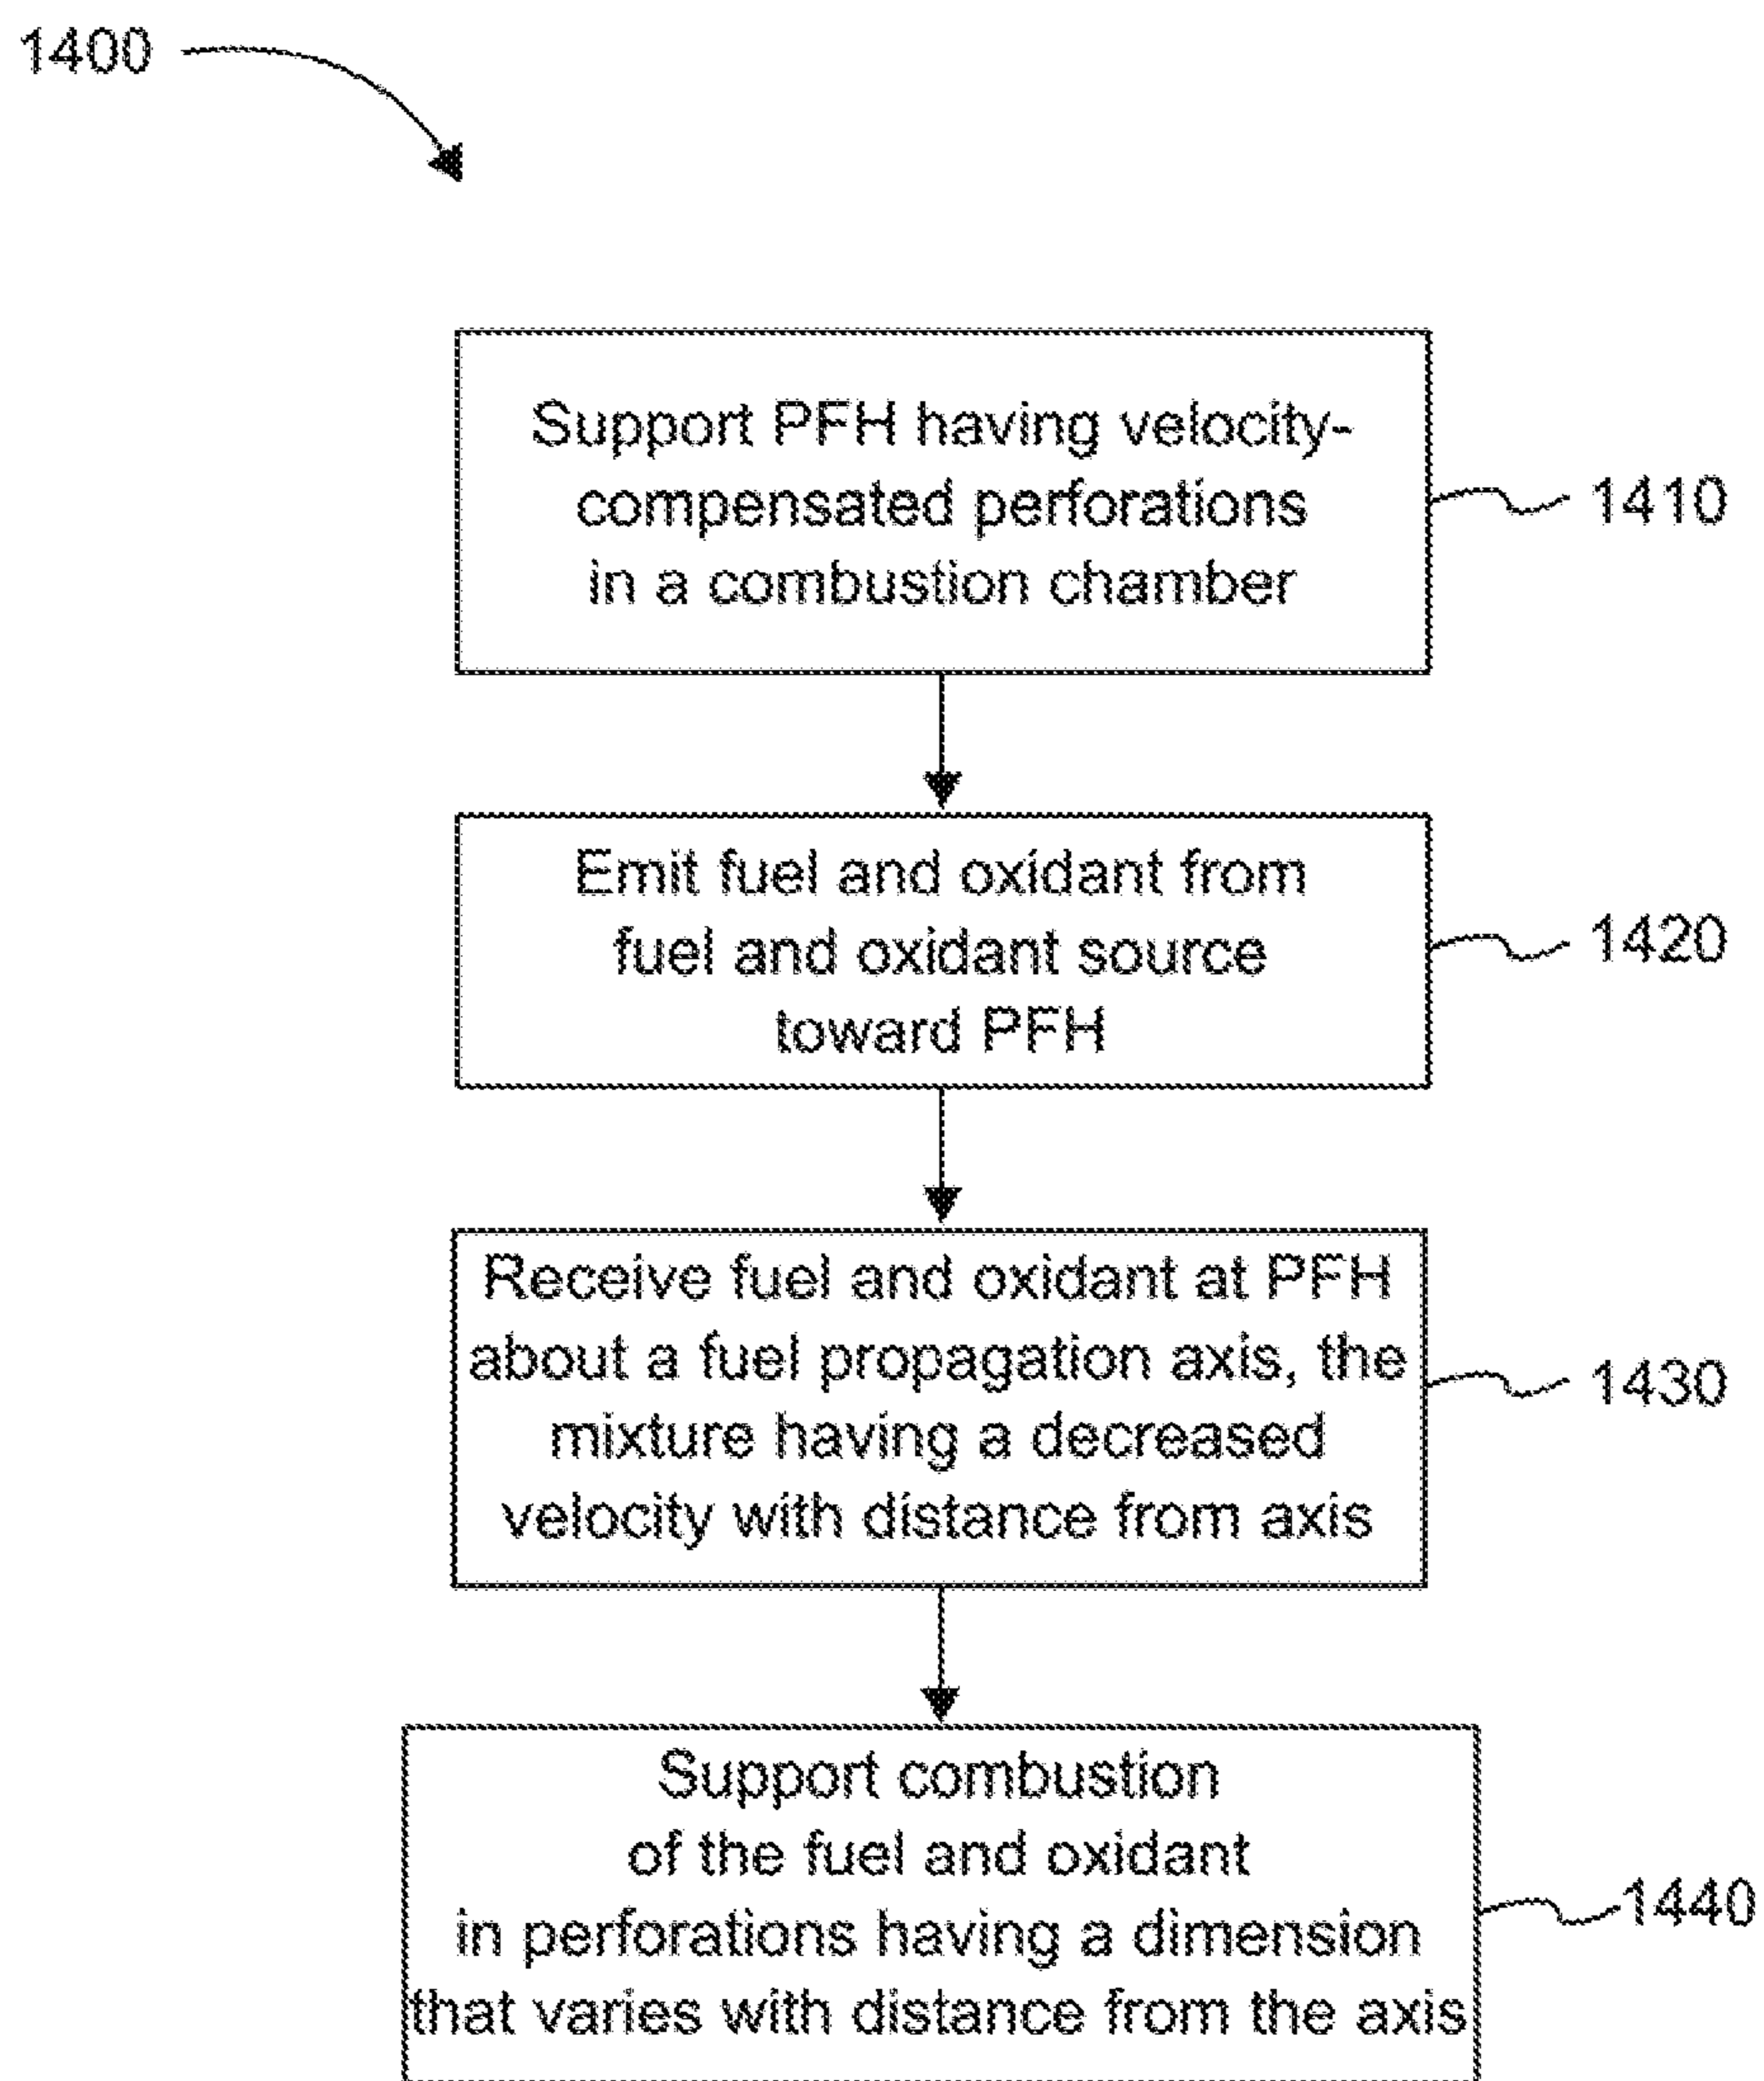 1400
Support PFH having velocity-
compensated perforations
in a combustion chamber
1410
Emit fuel and oxidant from
fuel and oxidant source
toward PFH
1420
Receive fuel and oxidant at PFH
about a fuel propagation axis, the
mixture having a decreased
velocity with distance from axis
1430
Support combustion
of the fuel and oxidant
in perforations having a dimension
that varies with distance from the axis
1440